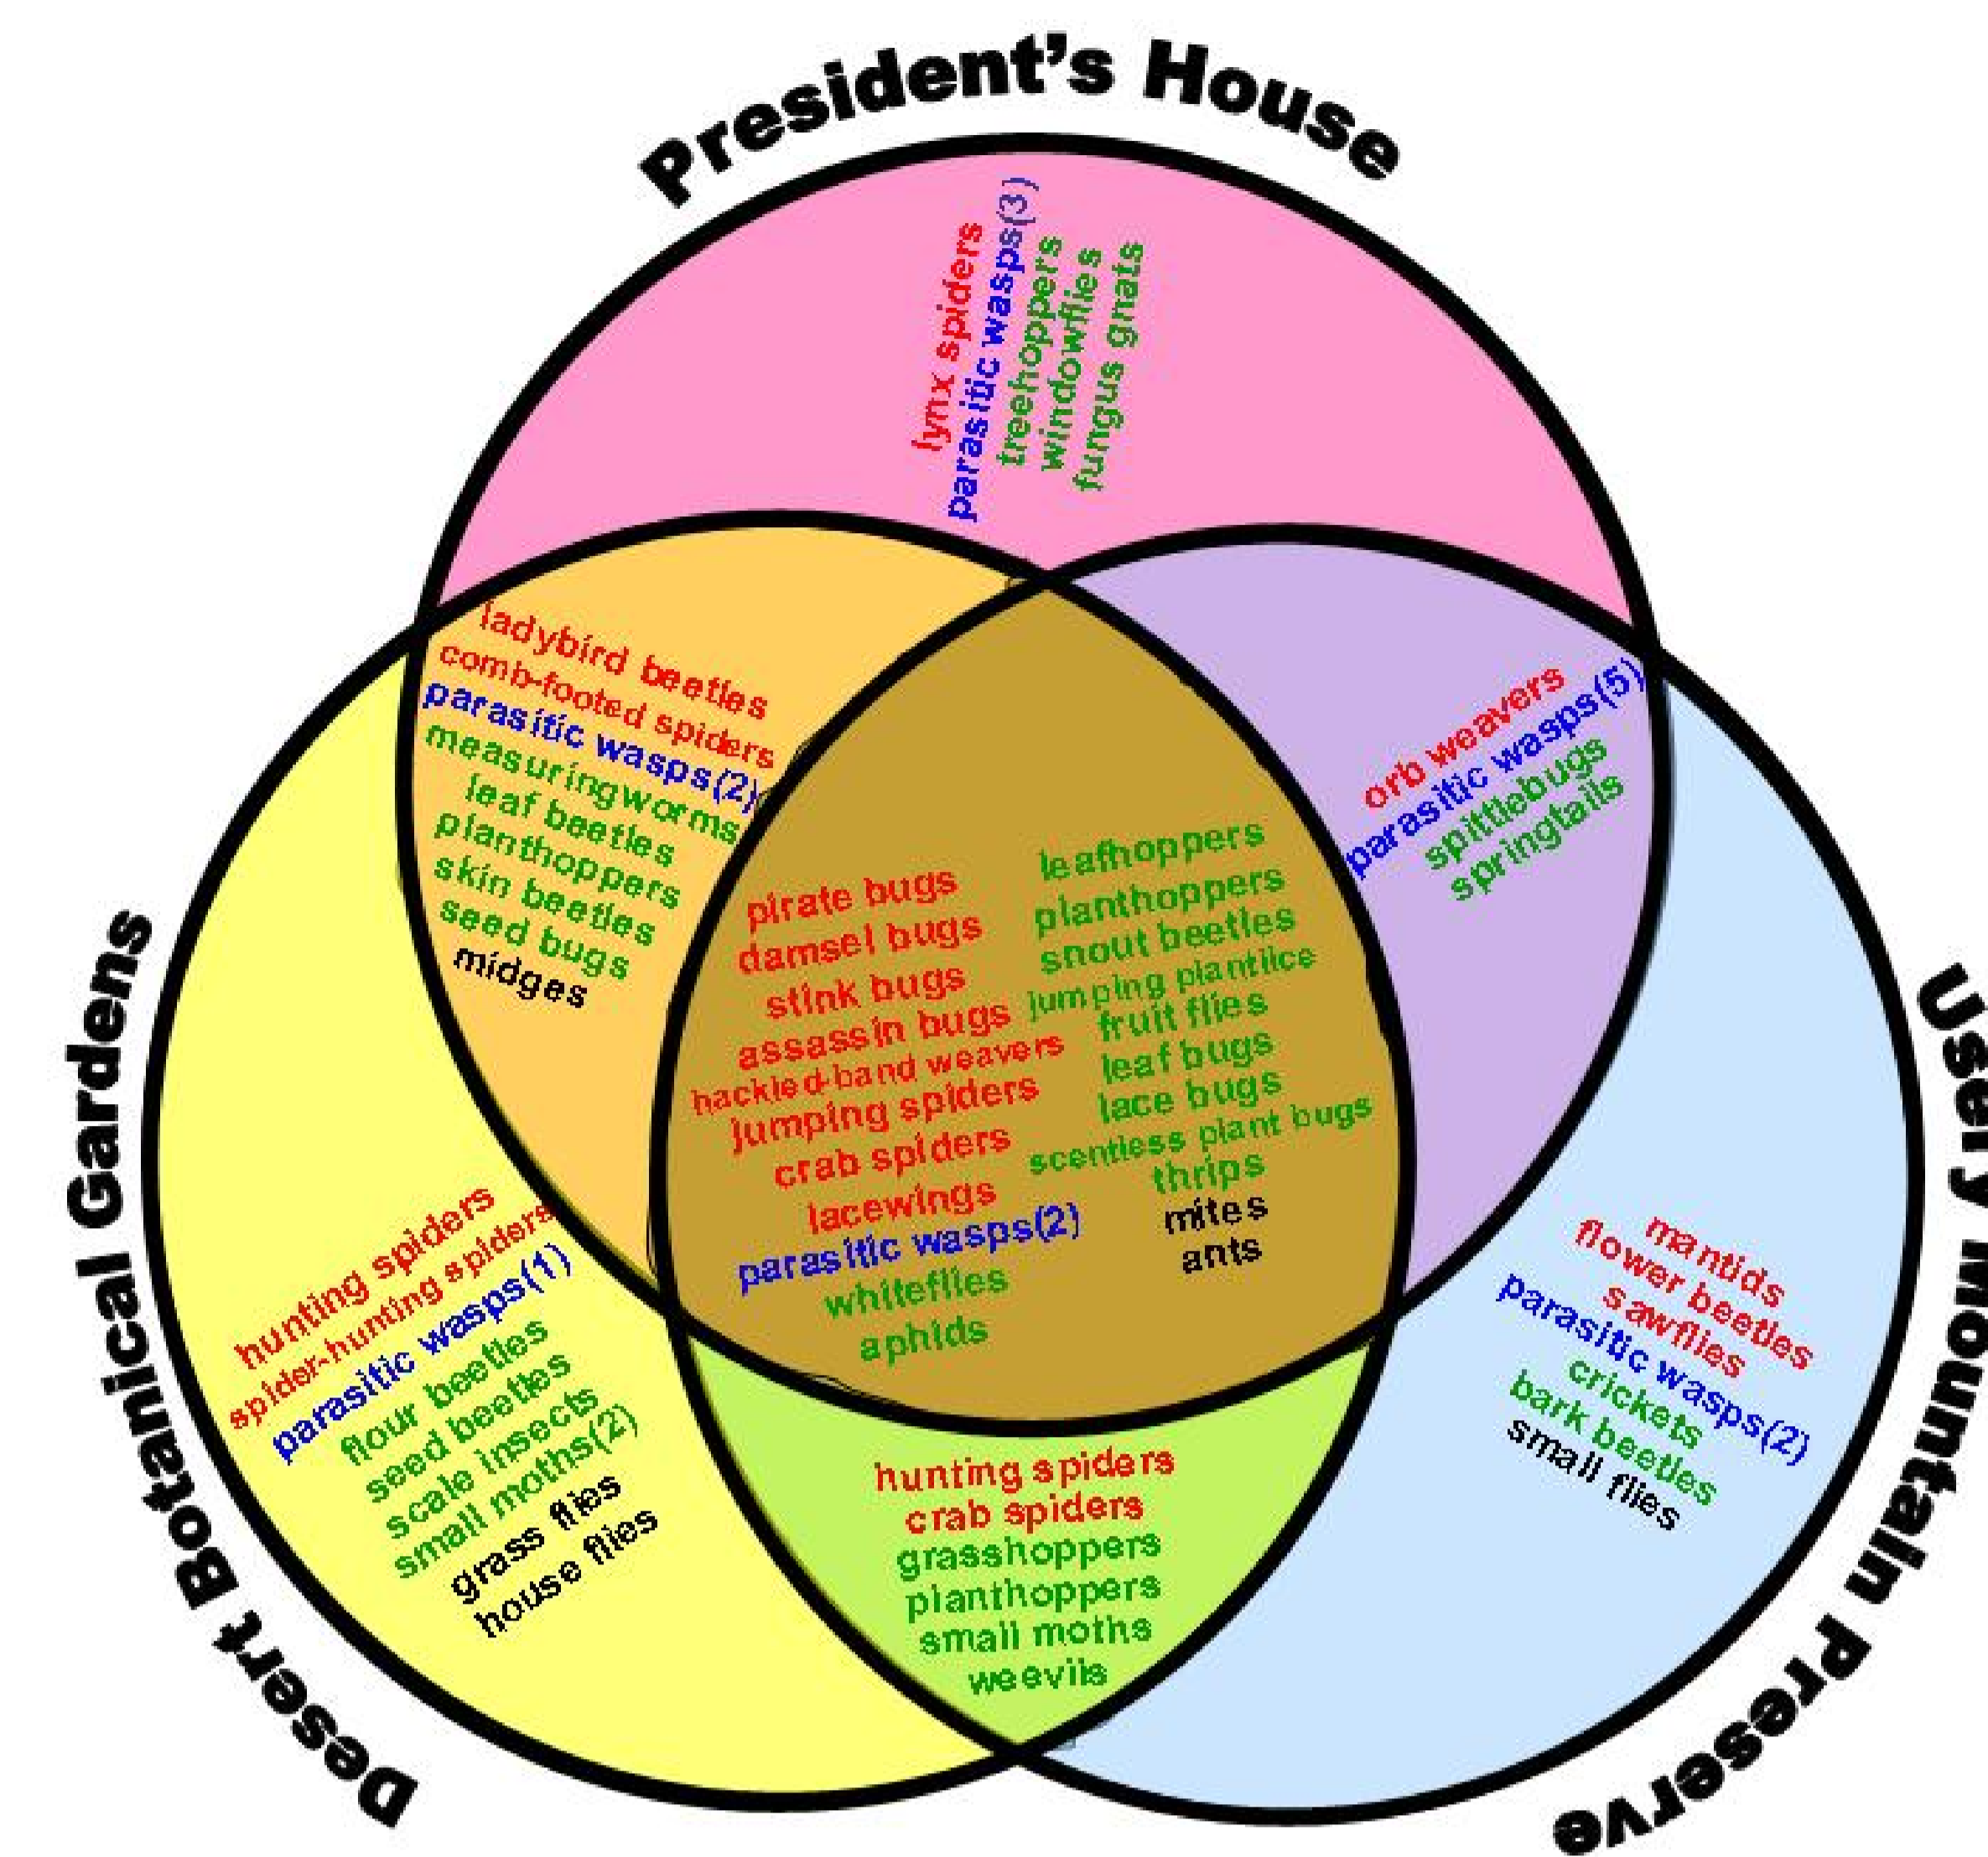 President's House
lynx spiders
parasitic wasps(3)
treehoppers
windowflies
fungus gnats
ladybird beetles
comb-footed spiders
parasitic wasps(2)
measuringworms
leaf beetles
planthoppers
skin beetles
seed bugs
midges
orb weavers
parasitic wasps(5)
spittlebugs
springtails
pirate bugs
damsel bugs
stink bugs
assassin bugs
hackled-band weavers
jumping spiders
crab spiders
lacewings
parasitic wasps(2)
whiteflies
aphids
leafhoppers
planthoppers
snout beetles
jumping plantlice
fruit flies
leaf bugs
lace bugs
scentless plant bugs
thrips
mites
ants
Desert Botanical Gardens
hunting spiders
spider-hunting spiders
parasitic wasps(1)
flour beetles
seed beetles
scale insects
small moths(2)
grass flies
house flies
hunting spiders
crab spiders
grasshoppers
planthoppers
small moths
weevils
mantids
flower beetles
sawflies
parasitic wasps(2)
crickets
bark beetles
small flies
Usery Mountain Preserve